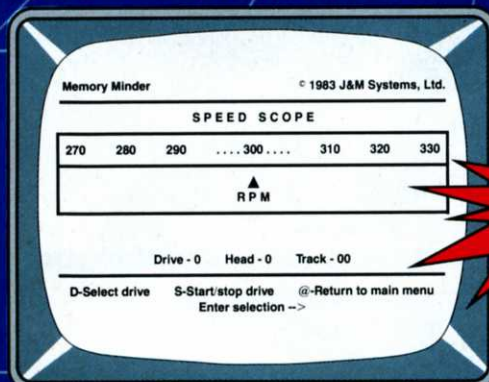 Memory Minder © 1983 J&M Systems, Ltd.
SPEED SCOPE
270 280 290 ....300.... 310 320 330
▲
RPM
Drive - 0 Head - 0 Track - 00
D-Select drive S-Start/stop drive @-Return to main menu
Enter selection -->